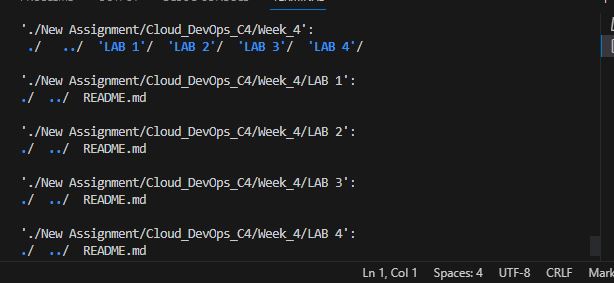 TERMINAL
'./New Assignment/Cloud_DevOps_C4/Week_4':
./ ../ 'LAB 1'/ 'LAB 2'/ 'LAB 3'/ 'LAB 4'/
'./New Assignment/Cloud_DevOps_C4/Week_4/LAB 1':
./ ../ README.md
'./New Assignment/Cloud_DevOps_C4/Week_4/LAB 2':
./ ../ README.md
'./New Assignment/Cloud_DevOps_C4/Week_4/LAB 3':
./ ../ README.md
'./New Assignment/Cloud_DevOps_C4/Week_4/LAB 4':
./ ../ README.md
Ln 1, Col 1 Spaces: 4 UTF-8 CRLF Mark